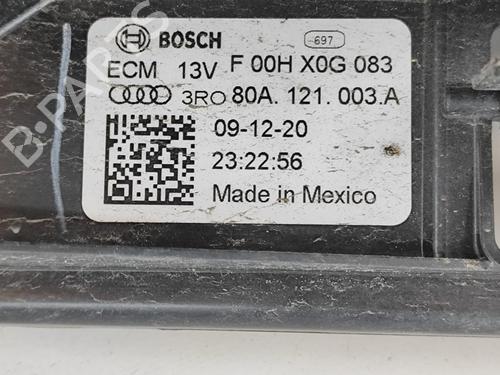 BOSCH
697
ECM 13V F 00H X0G 083
3RO 80A. 121. 003. A
09-12-20
23:22:56
Made in Mexico
B-PARTS